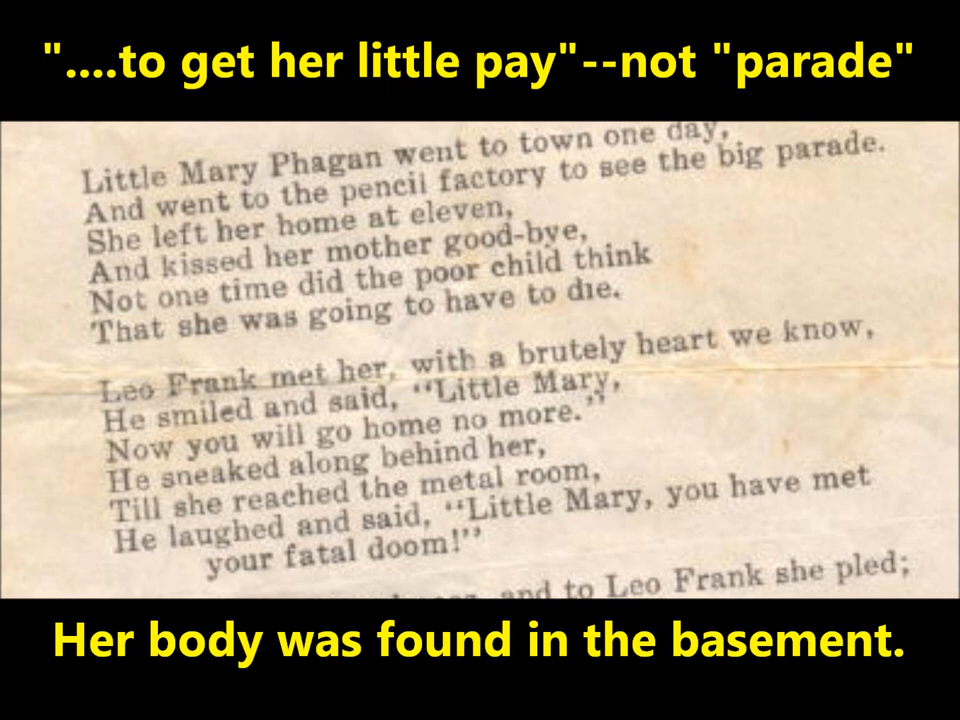 "....to get her little pay"--not "parade"
Little Mary Phagan went to town one day,
And went to the pencil factory to see the big parade.
She left her home at eleven,
And kissed her mother good-bye,
Not one time did the poor child think
That she was going to have to die.
Leo Frank met her, with a brutely heart we know,
He smiled and said, “Little Mary,
Now you will go home no more.”
He sneaked along behind her,
Till she reached the metal room,
He laughed and said, “Little Mary, you have met
your fatal doom!”
and to Leo Frank she pled;
Her body was found in the basement.